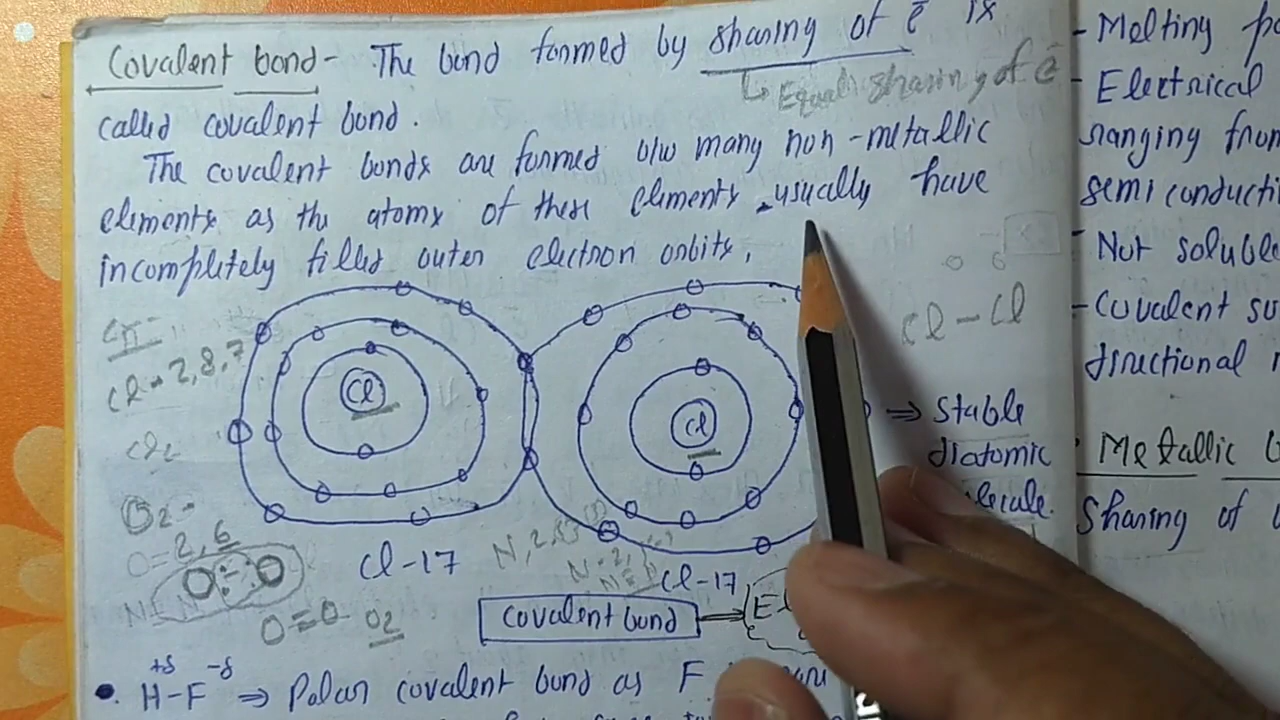 Covalent bond- The bond formed by sharing of ē is
↳ Equal sharing of ē
called covalent bond.
The covalent bonds are formed b/w many non-metallic
elements as the atoms of these elements usually have
incompletely filled outer electron orbits.
Cl = 2,8,7
Cl
Cl
Cl - Cl
Cl₂
⇒ Stable
diatomic
O₂
O=2,6
N≡N
O=O O₂
Cl-17
Cl-17
Covalent bond
• H-F ⇒ Polar covalent bond as F
+δ -δ
- Melting
- Electrical
ranging from
semi
- Not soluble
- Covalent
directional
• Metallic
Sharing of